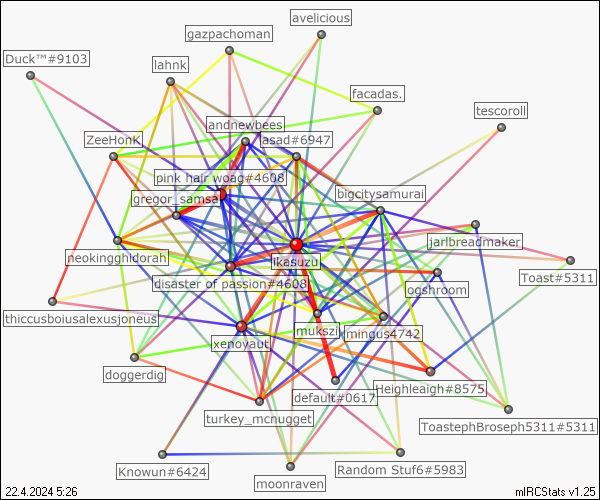 avelicious
gazpachoman
Duck™#9103
lahnk
facadas.
tescoroll
andnewbees
ZeeHonK
asad#6947
pink hair woag#4608
bigcitysamurai
gregor_samsa
jarlbreadmaker
neokingghidorah
ikasuzu
Toast#5311
disaster of passion#4608
ogshroom
thiccusboiusalexusjoneus
mukszi
mingus4742
xenoyaut
doggerdig
Heighleaigh#8575
default#0617
turkey_mcnugget
ToastephBroseph5311#5311
Knowun#6424
Random Stuf6#5983
moonraven
22.4.2024 5:26
mIRCStats v1.25